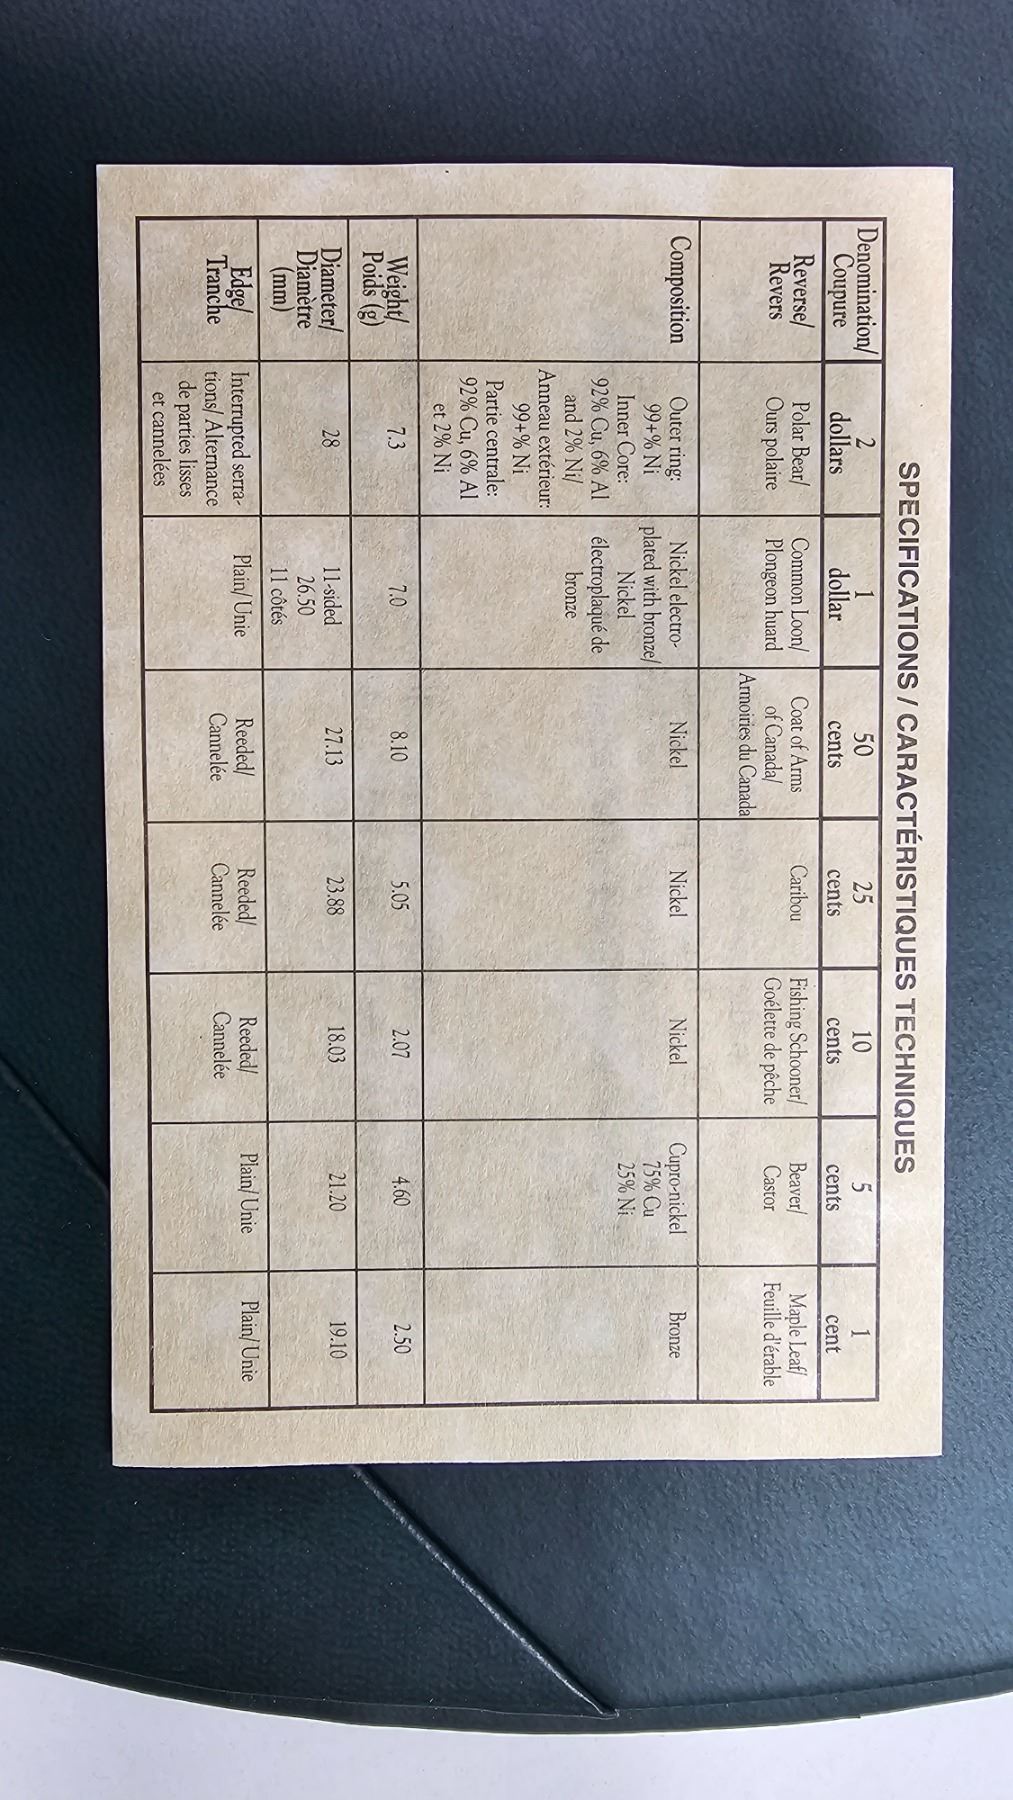 SPECIFICATIONS / CARACTÉRISTIQUES TECHNIQUES
Denomination/
Coupure
2
dollars
1
dollar
50
cents
25
cents
10
cents
5
cents
1
cent
Reverse/
Revers
Polar Bear/
Ours polaire
Common Loon/
Plongeon huard
Coat of Arms
of Canada/
Armoiries du Canada
Caribou
Fishing Schooner/
Goélette de pêche
Beaver/
Castor
Maple Leaf/
Feuille d'érable
Composition
Outer ring:
99+% Ni
Inner Core:
92% Cu, 6% Al
and 2% Ni/
Anneau extérieur:
99+% Ni
Partie centrale:
92% Cu, 6% Al
et 2% Ni
Nickel electro-
plated with bronze/
Nickel
électroplaqué de
bronze
Nickel
Nickel
Nickel
Cupro-nickel
75% Cu
25% Ni
Bronze
Weight/
Poids (g)
7.3
7.0
8.10
5.05
2.07
4.60
2.50
Diameter/
Diamètre
(mm)
28
11-sided
26.50
11 côtés
27.13
23.88
18.03
21.20
19.10
Edge/
Tranche
Interrupted serra-
tions/ Alternance
de parties lisses
et cannelées
Plain/ Unie
Reeded/
Cannelée
Reeded/
Cannelée
Reeded/
Cannelée
Plain/ Unie
Plain/ Unie